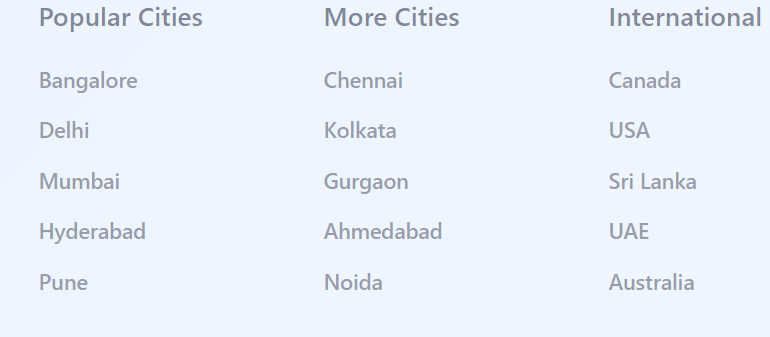 Popular Cities
Bangalore
Delhi
Mumbai
Hyderabad
Pune
More Cities
Chennai
Kolkata
Gurgaon
Ahmedabad
Noida
International
Canada
USA
Sri Lanka
UAE
Australia